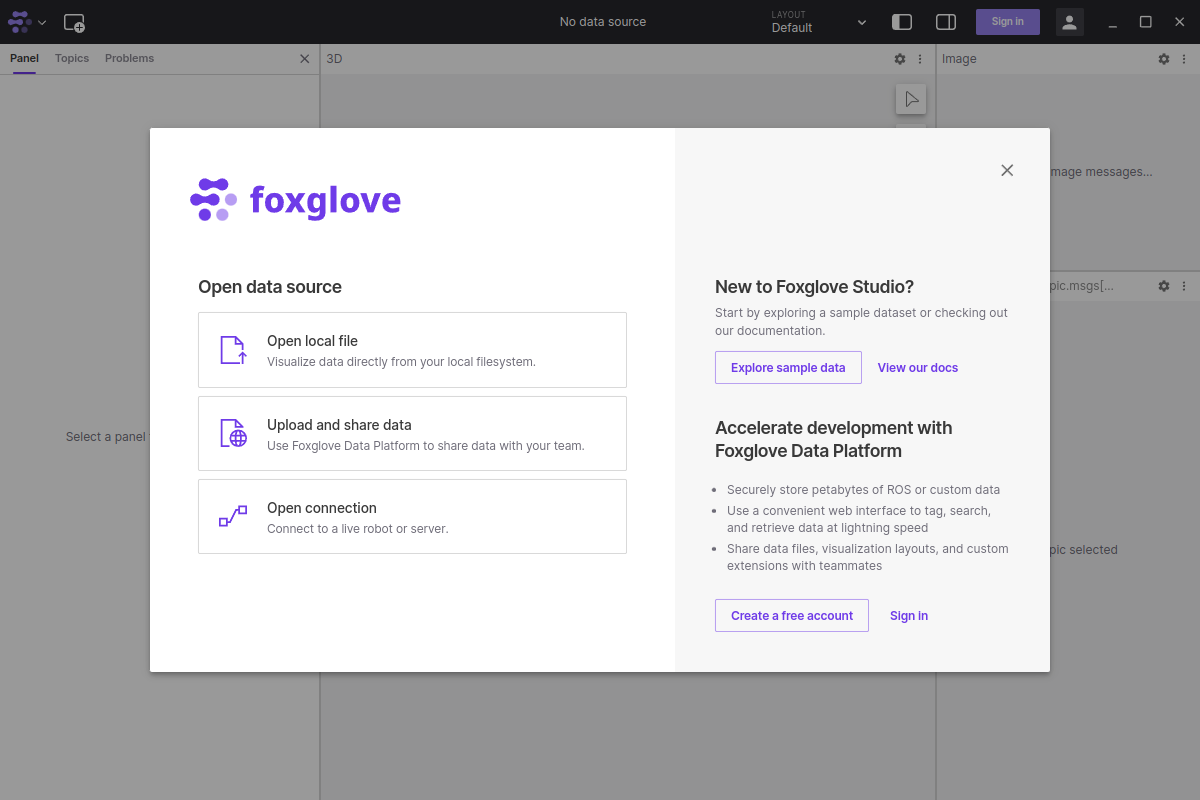 No data source
LAYOUT
Default
Sign in
Panel
Topics
Problems
3D
Image
foxglove
Open data source
Open local file
Visualize data directly from your local filesystem.
Upload and share data
Use Foxglove Data Platform to share data with your team.
Open connection
Connect to a live robot or server.
New to Foxglove Studio?
Start by exploring a sample dataset or checking out
our documentation.
Explore sample data
View our docs
Accelerate development with
Foxglove Data Platform
• Securely store petabytes of ROS or custom data
• Use a convenient web interface to tag, search,
and retrieve data at lightning speed
• Share data files, visualization layouts, and custom
extensions with teammates
Create a free account
Sign in
Select a panel
messages...
.msgs[...
selected